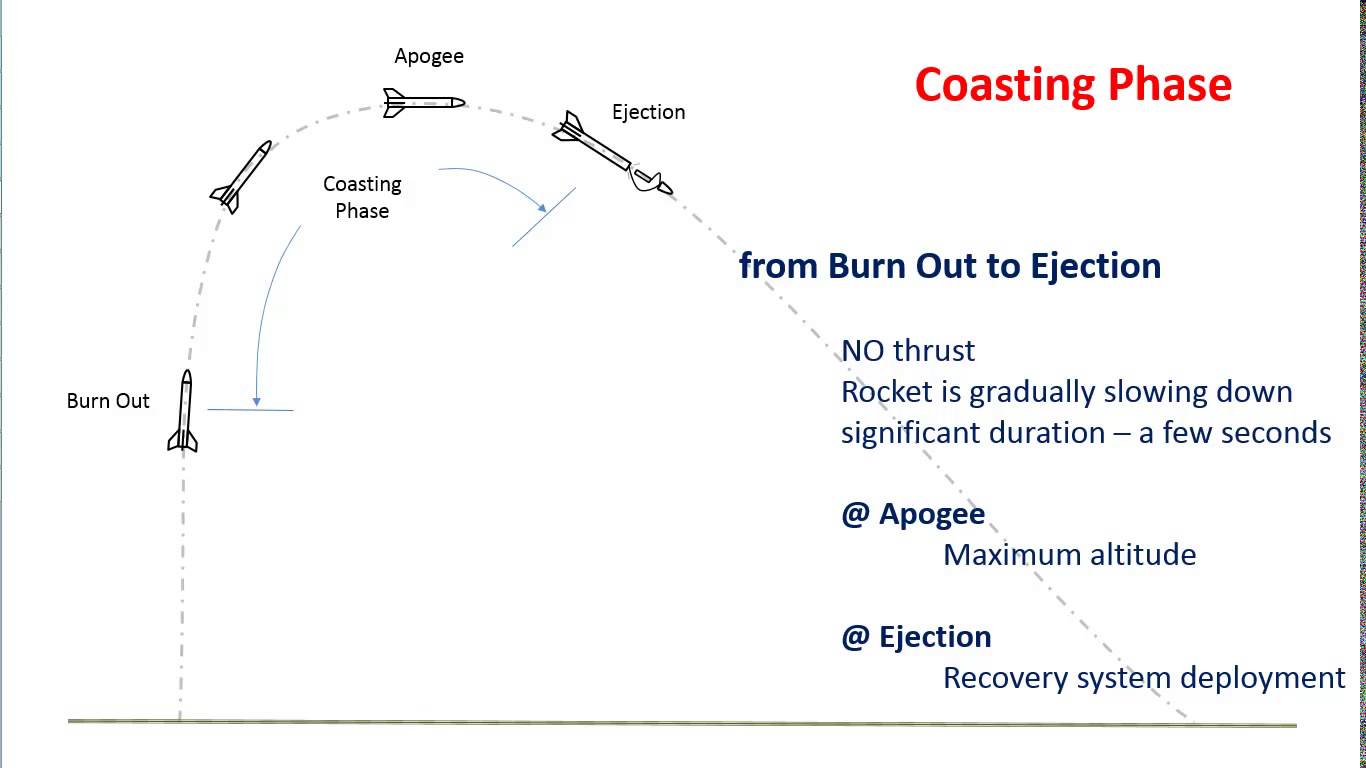 Apogee
Coasting Phase
Ejection
Coasting
Phase
from Burn Out to Ejection
NO thrust
Burn Out
Rocket is gradually slowing down
significant duration – a few seconds
@ Apogee
Maximum altitude
@ Ejection
Recovery system deployment